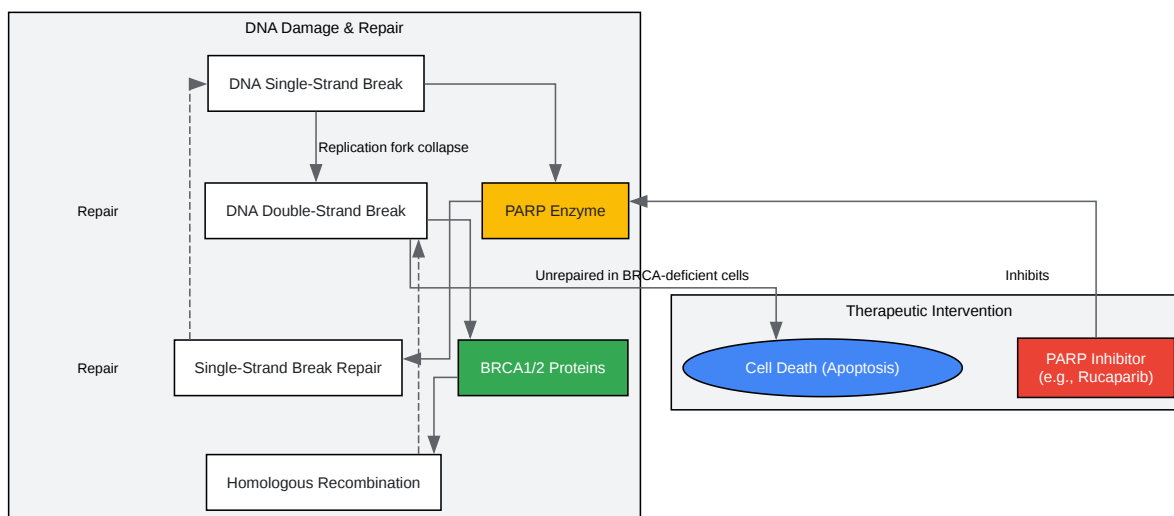 DNA Damage & Repair
DNA Single-Strand Break
Replication fork collapse
Repair
DNA Double-Strand Break
PARP Enzyme
Unrepaired in BRCA-deficient cells
Inhibits
Therapeutic Intervention
Repair
Single-Strand Break Repair
BRCA1/2 Proteins
Cell Death (Apoptosis)
PARP Inhibitor
(e.g., Rucaparib)
Homologous Recombination